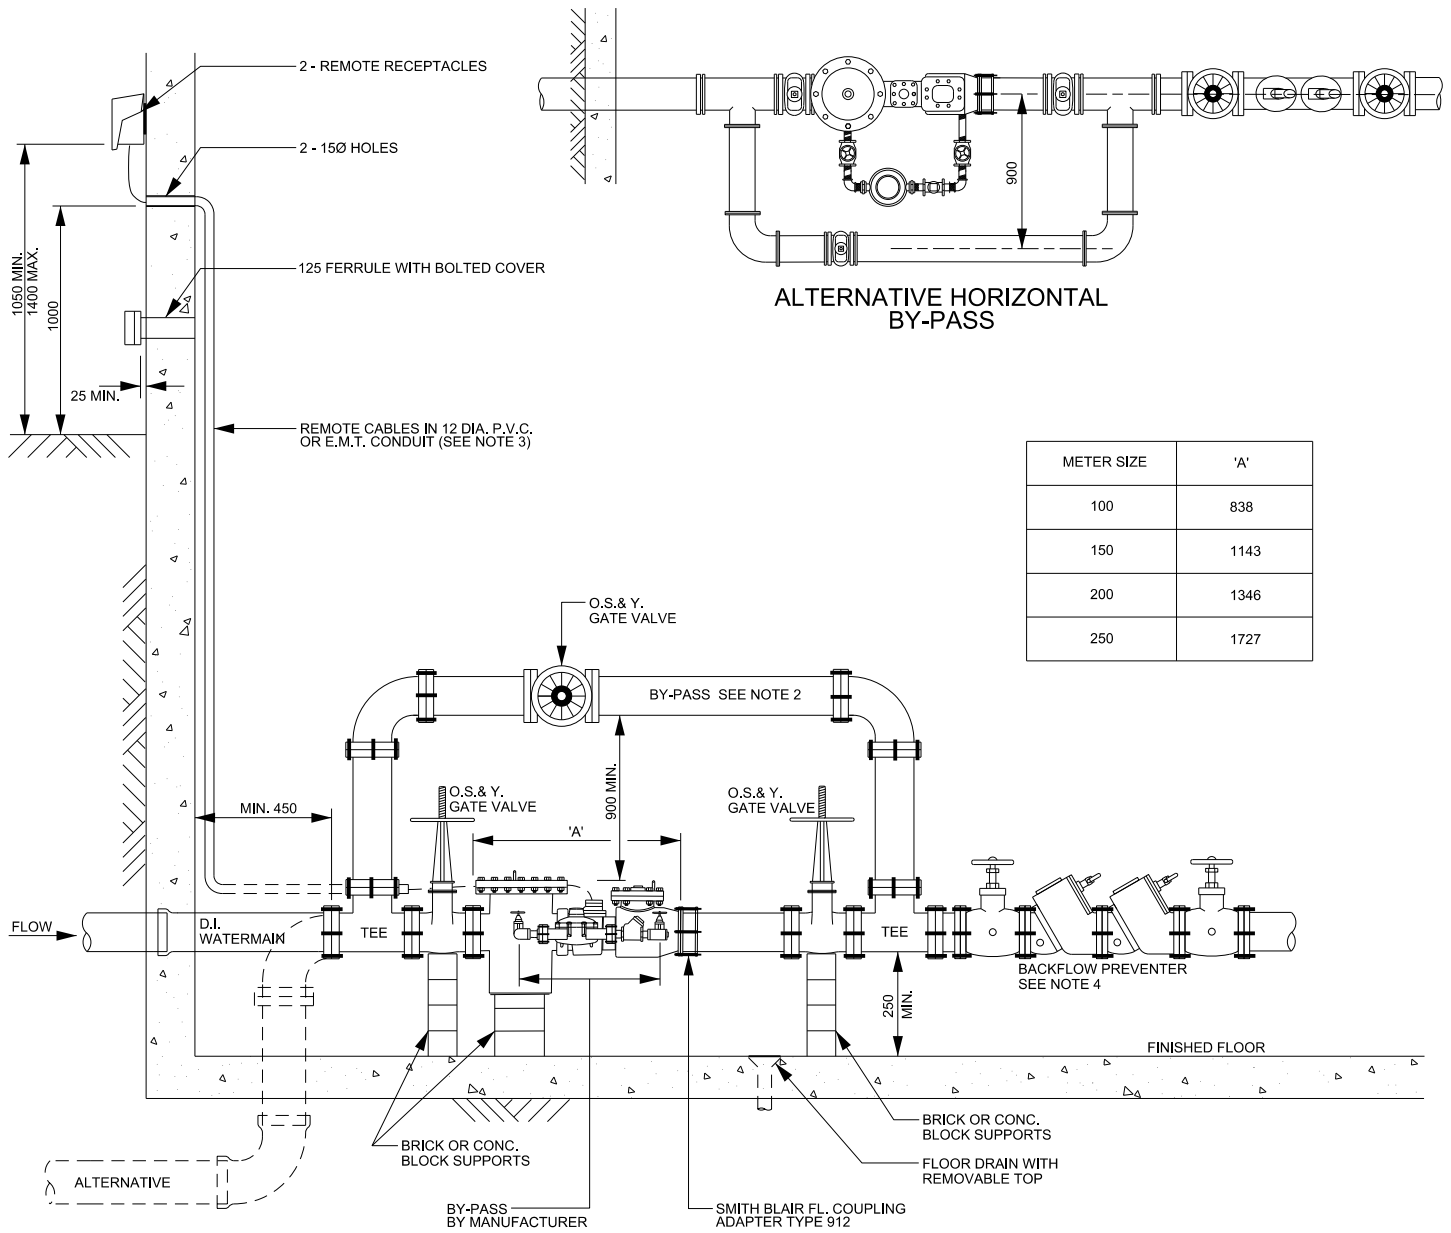 2 - REMOTE RECEPTACLES
2 - 15Ø HOLES
1050 MIN.
1400 MAX.
1000
125 FERRULE WITH BOLTED COVER
25 MIN.
REMOTE CABLES IN 12 DIA. P.V.C.
OR E.M.T. CONDUIT (SEE NOTE 3)
900
ALTERNATIVE HORIZONTAL
BY-PASS
METER SIZE 'A'
100 838
150 1143
200 1346
250 1727
O.S.& Y.
GATE VALVE
BY-PASS SEE NOTE 2
MIN. 450
O.S.& Y.
GATE VALVE
'A'
900 MIN.
O.S.& Y.
GATE VALVE
FLOW
D.I.
WATERMAIN
TEE
TEE
250
MIN.
BACKFLOW PREVENTER
SEE NOTE 4
FINISHED FLOOR
BRICK OR CONC.
BLOCK SUPPORTS
BRICK OR CONC.
BLOCK SUPPORTS
FLOOR DRAIN WITH
REMOVABLE TOP
ALTERNATIVE
BY-PASS
BY MANUFACTURER
SMITH BLAIR FL. COUPLING
ADAPTER TYPE 912